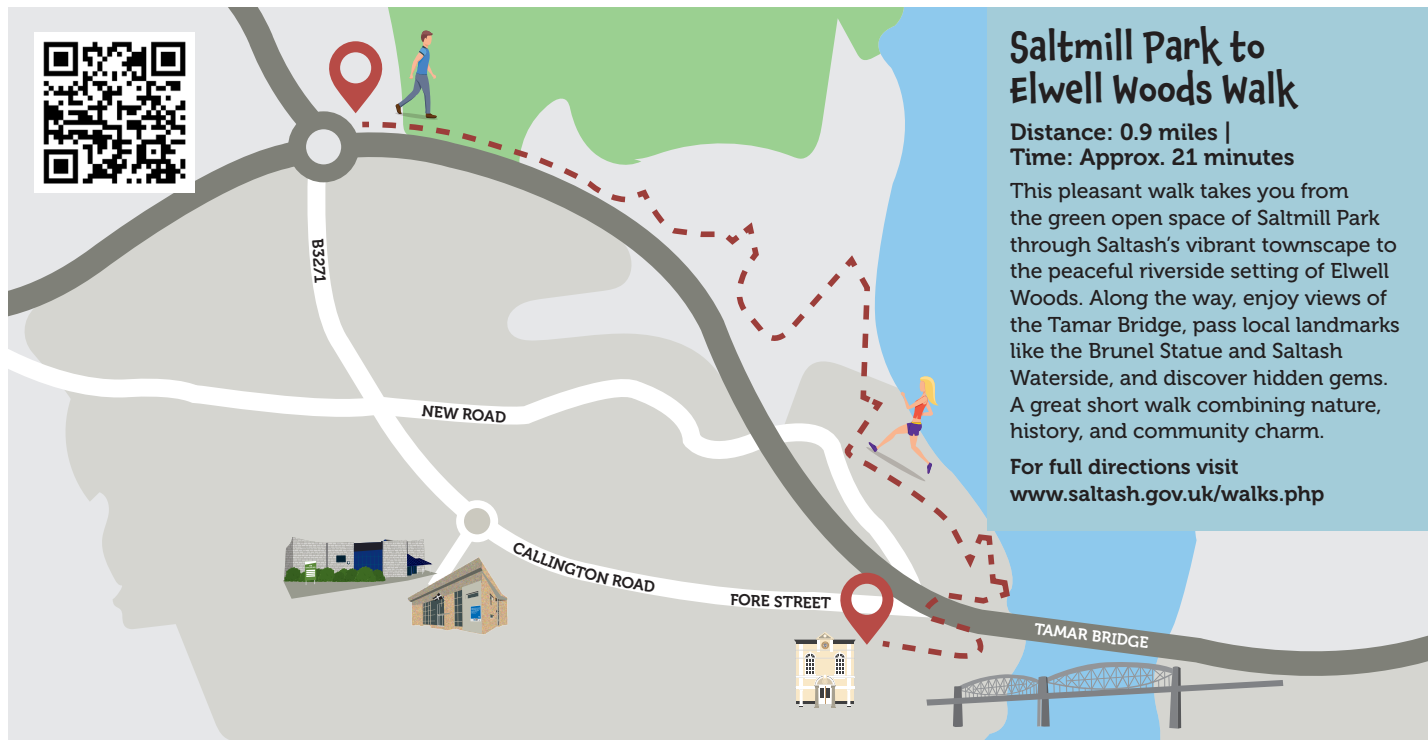 Saltmill Park to
Elwell Woods Walk
Distance: 0.9 miles |
Time: Approx. 21 minutes
This pleasant walk takes you from
the green open space of Saltmill Park
through Saltash's vibrant townscape to
the peaceful riverside setting of Elwell
Woods. Along the way, enjoy views of
the Tamar Bridge, pass local landmarks
like the Brunel Statue and Saltash
Waterside, and discover hidden gems.
A great short walk combining nature,
history, and community charm.
For full directions visit
www.saltash.gov.uk/walks.php
B3271
NEW ROAD
CALLINGTON ROAD
FORE STREET
TAMAR BRIDGE